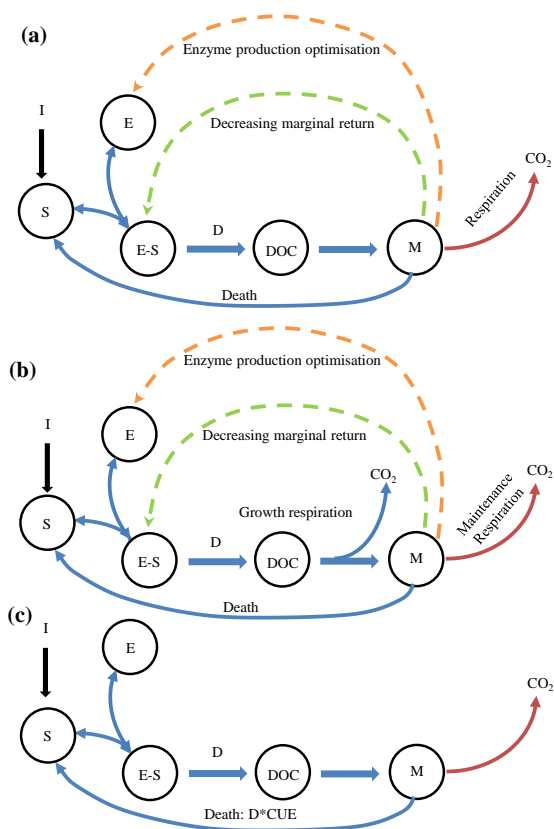 (a)
Enzyme production optimisation
E
Decreasing marginal return
I
CO₂
Respiration
S
D
E-S
DOC
M
Death
(b)
Enzyme production optimisation
E
I
Decreasing marginal return
CO₂
CO₂
Maintenance
Respiration
Growth respiration
S
D
E-S
DOC
M
Death
(c)
I
E
CO₂
S
D
E-S
DOC
M
Death: D*CUE